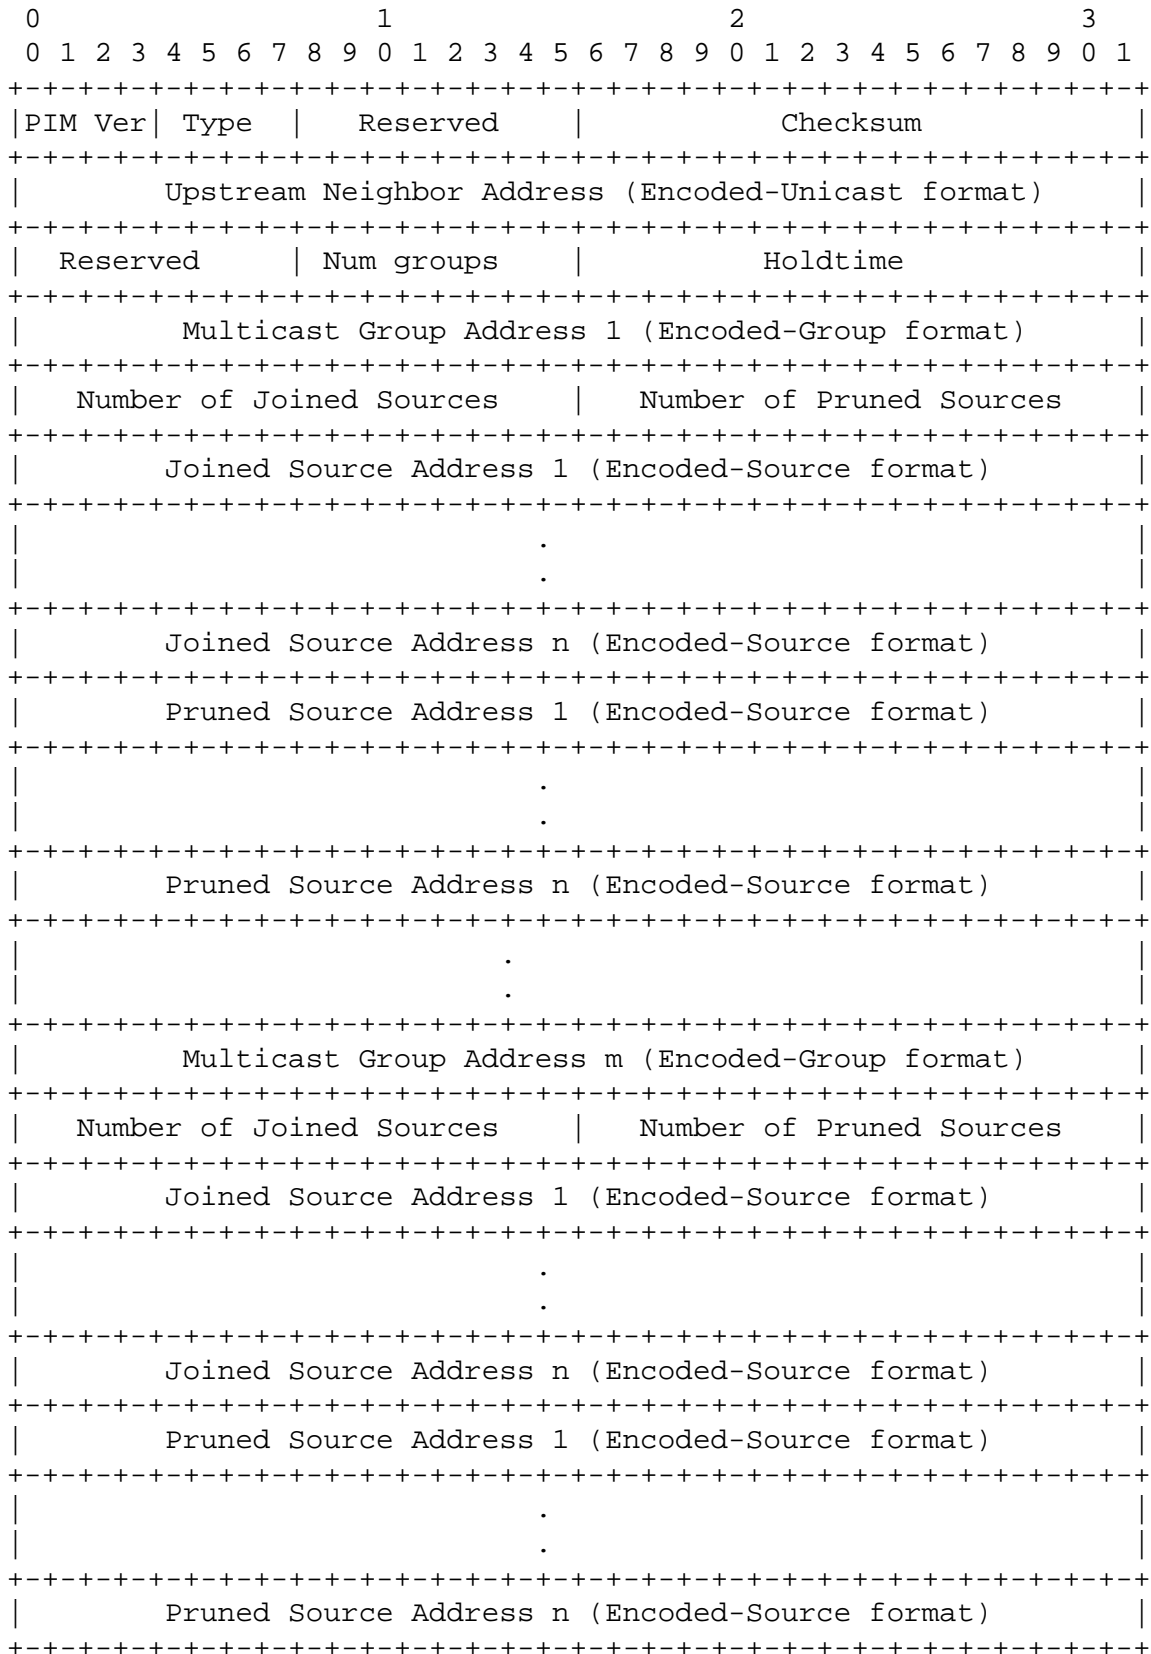 0                   1                   2                   3
 0 1 2 3 4 5 6 7 8 9 0 1 2 3 4 5 6 7 8 9 0 1 2 3 4 5 6 7 8 9 0 1
+-+-+-+-+-+-+-+-+-+-+-+-+-+-+-+-+-+-+-+-+-+-+-+-+-+-+-+-+-+-+-+-+
|PIM Ver| Type  |   Reserved    |           Checksum            |
+-+-+-+-+-+-+-+-+-+-+-+-+-+-+-+-+-+-+-+-+-+-+-+-+-+-+-+-+-+-+-+-+
|        Upstream Neighbor Address (Encoded-Unicast format)     |
+-+-+-+-+-+-+-+-+-+-+-+-+-+-+-+-+-+-+-+-+-+-+-+-+-+-+-+-+-+-+-+-+
|  Reserved     | Num groups    |          Holdtime             |
+-+-+-+-+-+-+-+-+-+-+-+-+-+-+-+-+-+-+-+-+-+-+-+-+-+-+-+-+-+-+-+-+
|         Multicast Group Address 1 (Encoded-Group format)      |
+-+-+-+-+-+-+-+-+-+-+-+-+-+-+-+-+-+-+-+-+-+-+-+-+-+-+-+-+-+-+-+-+
|   Number of Joined Sources    |   Number of Pruned Sources    |
+-+-+-+-+-+-+-+-+-+-+-+-+-+-+-+-+-+-+-+-+-+-+-+-+-+-+-+-+-+-+-+-+
|        Joined Source Address 1 (Encoded-Source format)        |
+-+-+-+-+-+-+-+-+-+-+-+-+-+-+-+-+-+-+-+-+-+-+-+-+-+-+-+-+-+-+-+-+
|                             .                                 |
|                             .                                 |
+-+-+-+-+-+-+-+-+-+-+-+-+-+-+-+-+-+-+-+-+-+-+-+-+-+-+-+-+-+-+-+-+
|        Joined Source Address n (Encoded-Source format)        |
+-+-+-+-+-+-+-+-+-+-+-+-+-+-+-+-+-+-+-+-+-+-+-+-+-+-+-+-+-+-+-+-+
|        Pruned Source Address 1 (Encoded-Source format)        |
+-+-+-+-+-+-+-+-+-+-+-+-+-+-+-+-+-+-+-+-+-+-+-+-+-+-+-+-+-+-+-+-+
|                             .                                 |
|                             .                                 |
+-+-+-+-+-+-+-+-+-+-+-+-+-+-+-+-+-+-+-+-+-+-+-+-+-+-+-+-+-+-+-+-+
|        Pruned Source Address n (Encoded-Source format)        |
+-+-+-+-+-+-+-+-+-+-+-+-+-+-+-+-+-+-+-+-+-+-+-+-+-+-+-+-+-+-+-+-+
|                           .                                   |
|                           .                                   |
+-+-+-+-+-+-+-+-+-+-+-+-+-+-+-+-+-+-+-+-+-+-+-+-+-+-+-+-+-+-+-+-+
|         Multicast Group Address m (Encoded-Group format)      |
+-+-+-+-+-+-+-+-+-+-+-+-+-+-+-+-+-+-+-+-+-+-+-+-+-+-+-+-+-+-+-+-+
|   Number of Joined Sources    |   Number of Pruned Sources    |
+-+-+-+-+-+-+-+-+-+-+-+-+-+-+-+-+-+-+-+-+-+-+-+-+-+-+-+-+-+-+-+-+
|        Joined Source Address 1 (Encoded-Source format)        |
+-+-+-+-+-+-+-+-+-+-+-+-+-+-+-+-+-+-+-+-+-+-+-+-+-+-+-+-+-+-+-+-+
|                             .                                 |
|                             .                                 |
+-+-+-+-+-+-+-+-+-+-+-+-+-+-+-+-+-+-+-+-+-+-+-+-+-+-+-+-+-+-+-+-+
|        Joined Source Address n (Encoded-Source format)        |
+-+-+-+-+-+-+-+-+-+-+-+-+-+-+-+-+-+-+-+-+-+-+-+-+-+-+-+-+-+-+-+-+
|        Pruned Source Address 1 (Encoded-Source format)        |
+-+-+-+-+-+-+-+-+-+-+-+-+-+-+-+-+-+-+-+-+-+-+-+-+-+-+-+-+-+-+-+-+
|                             .                                 |
|                             .                                 |
+-+-+-+-+-+-+-+-+-+-+-+-+-+-+-+-+-+-+-+-+-+-+-+-+-+-+-+-+-+-+-+-+
|        Pruned Source Address n (Encoded-Source format)        |
+-+-+-+-+-+-+-+-+-+-+-+-+-+-+-+-+-+-+-+-+-+-+-+-+-+-+-+-+-+-+-+-+